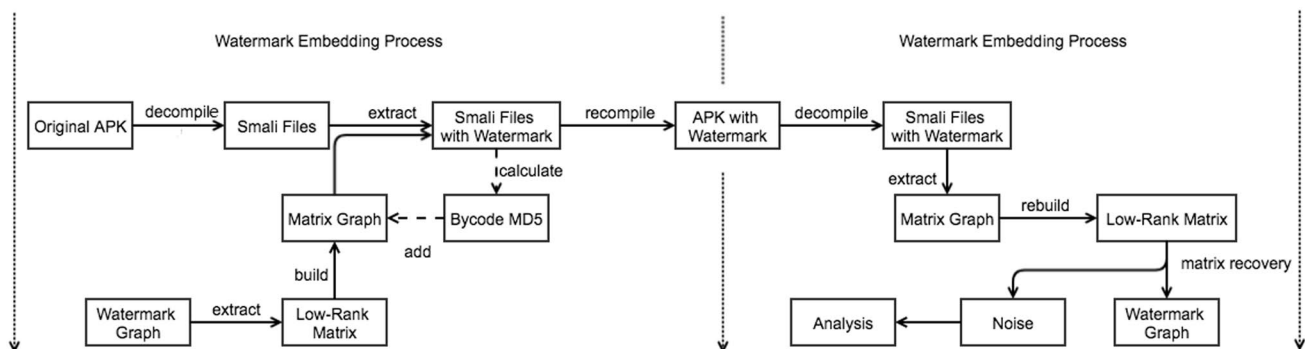 Watermark Embedding Process
Watermark Embedding Process
Original APK
decompile
Smali Files
extract
Smali Files
with Watermark
recompile
APK with
Watermark
decompile
Smali Files
with Watermark
calculate
extract
Matrix Graph
add
Bycode MD5
Matrix Graph
rebuild
Low-Rank Matrix
build
matrix recovery
Watermark
Graph
extract
Low-Rank
Matrix
Analysis
Noise
Watermark
Graph